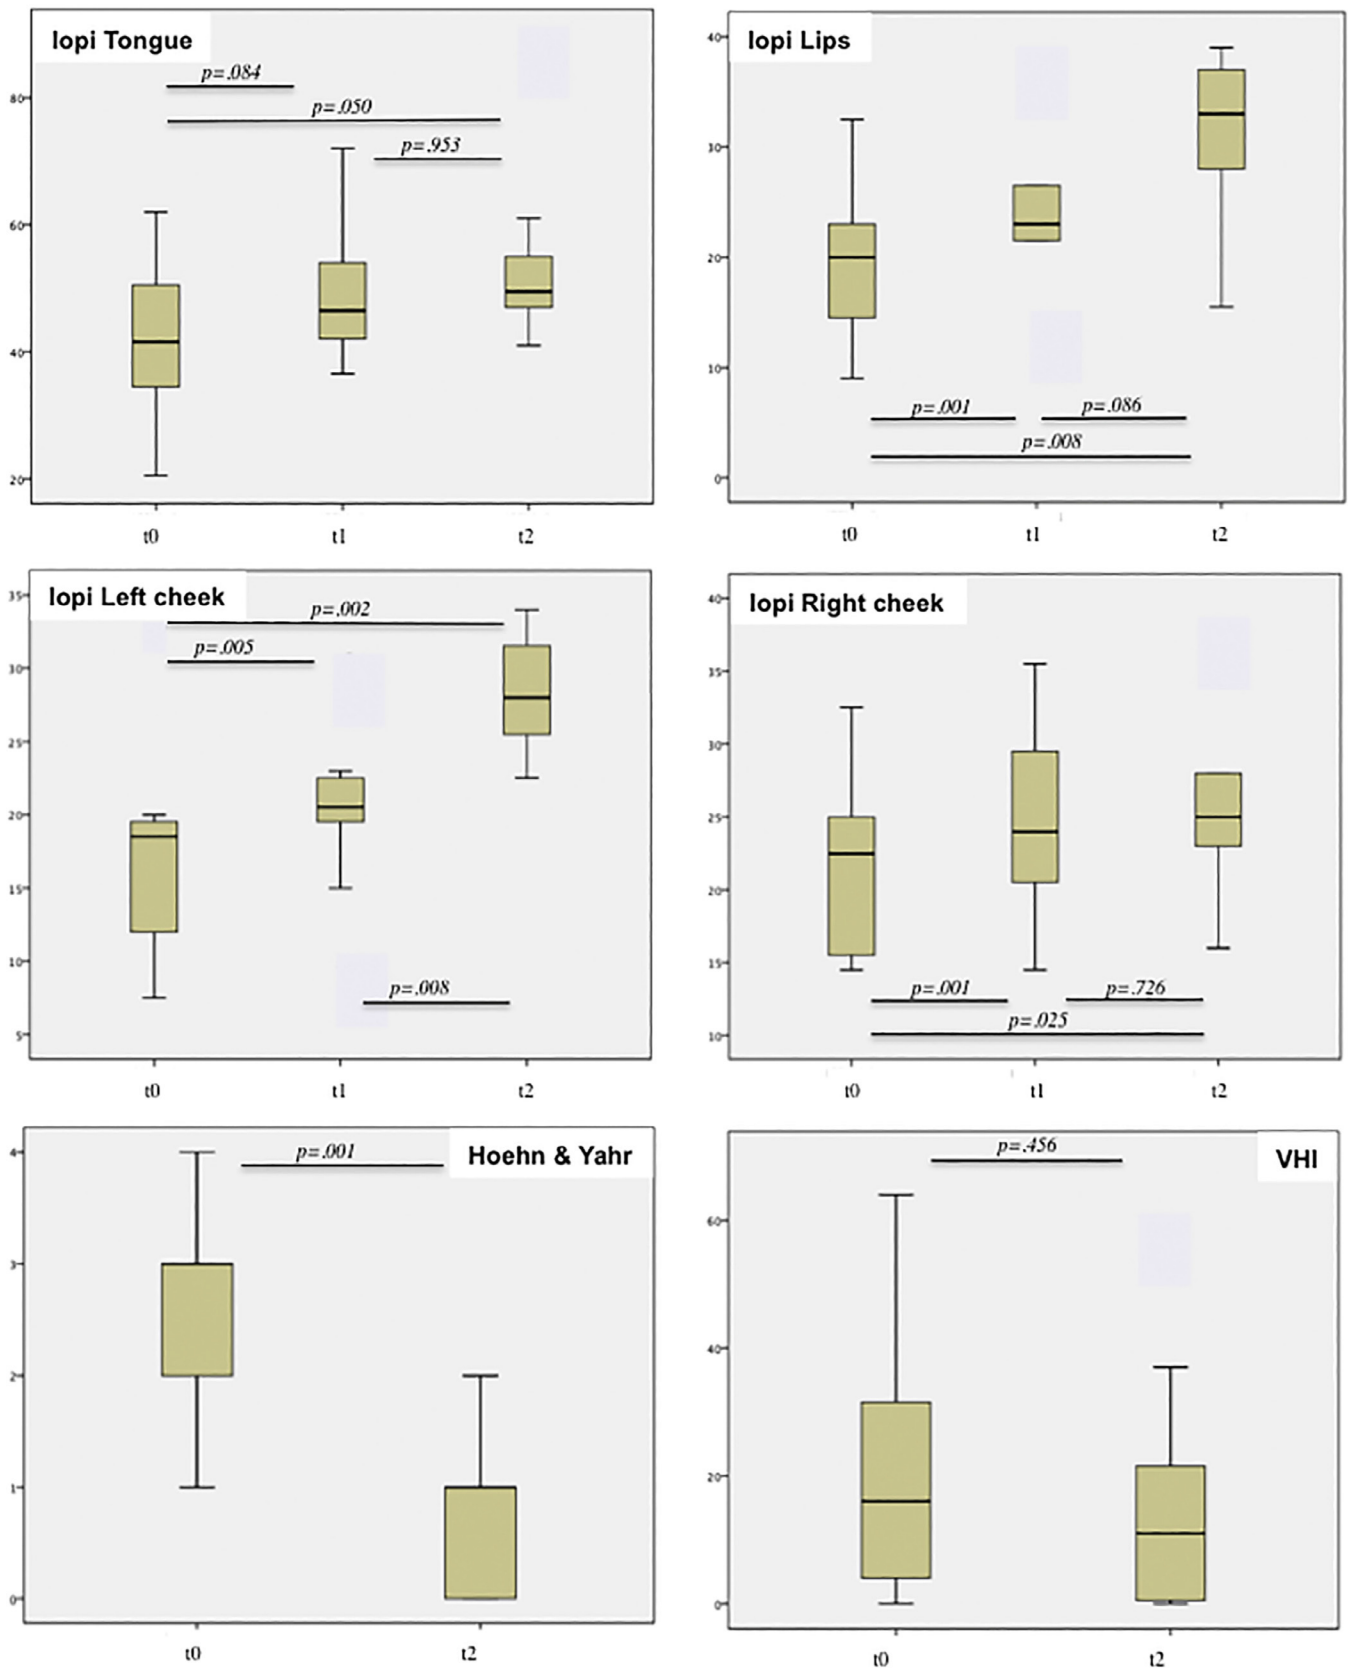 Iopi Tongue
p=.084
p=.050
p=.953
80
60
40
20
t0 t1 t2
Iopi Lips
40
30
20
10
0
p=.001 p=.086
p=.008
t0 t1 t2
Iopi Left cheek
p=.002
p=.005
p=.008
35
30
25
20
15
10
5
t0 t1 t2
Iopi Right cheek
40
35
30
25
20
15
10
p=.001 p=.726
p=.025
t0 t1 t2
Hoehn & Yahr
p=.001
4
3
2
1
0
t0 t2
VHI
p=.456
60
40
20
0
t0 t2